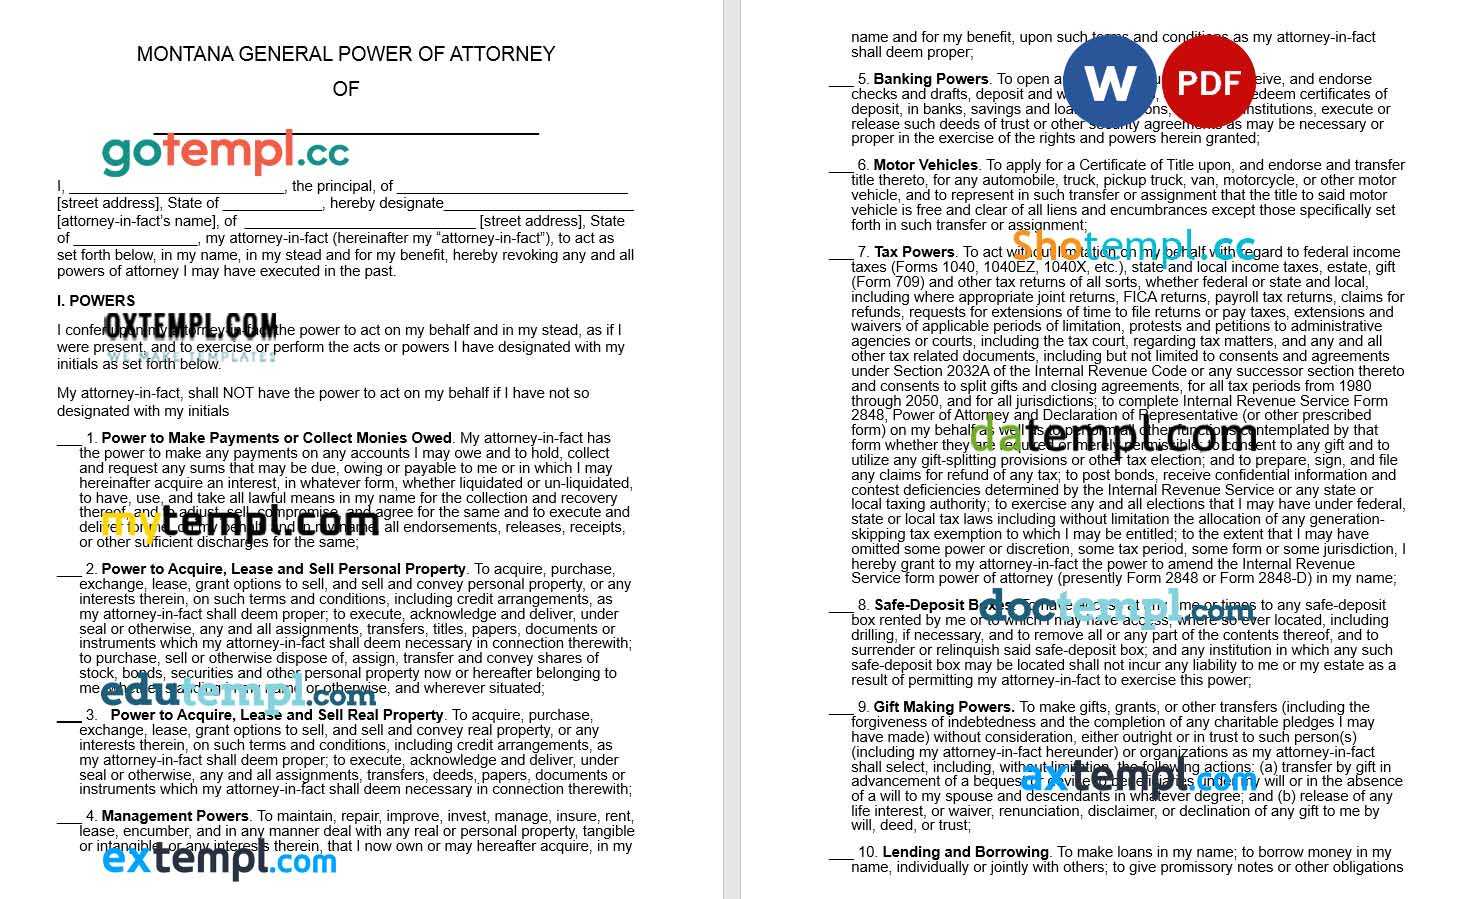 MONTANA GENERAL POWER OF ATTORNEY
OF
gotempl.cc
I, __________________________, the principal, of ____________________________
[street address], State of ____________, hereby designate_______________________
[attorney-in-fact's name], of ____________________________ [street address], State
of _______________, my attorney-in-fact (hereinafter my “attorney-in-fact”), to act as
set forth below, in my name, in my stead and for my benefit, hereby revoking any and all
powers of attorney I may have executed in the past.
I. POWERS
OXTEMPL.COM
I confer upon my attorney-in-fact the power to act on my behalf and in my stead, as if I
were present, and to exercise or perform the acts or powers I have designated with my
WE MAKE TEMPLATES
initials as set forth below.
My attorney-in-fact, shall NOT have the power to act on my behalf if I have not so
designated with my initials
___ 1. Power to Make Payments or Collect Monies Owed. My attorney-in-fact has
the power to make any payments on any accounts I may owe and to hold, collect
and request any sums that may be due, owing or payable to me or in which I may
hereinafter acquire an interest, in whatever form, whether liquidated or un-liquidated,
to have, use, and take all lawful means in my name for the collection and recovery
thereof, and to adjust, sell, compromise, and agree for the same and to execute and
mytempl.com
deliver for me, on my behalf, and in my name, all endorsements, releases, receipts,
or other sufficient discharges for the same;
___ 2. Power to Acquire, Lease and Sell Personal Property. To acquire, purchase,
exchange, lease, grant options to sell, and sell and convey personal property, or any
interests therein, on such terms and conditions, including credit arrangements, as
my attorney-in-fact shall deem proper; to execute, acknowledge and deliver, under
seal or otherwise, any and all assignments, transfers, titles, papers, documents or
instruments which my attorney-in-fact shall deem necessary in connection therewith;
to purchase, sell or otherwise dispose of, assign, transfer and convey shares of
stock, bonds, securities and other personal property now or hereafter belonging to
me, whether standing in my name or otherwise, and wherever situated;
edutempl.com
___ 3. Power to Acquire, Lease and Sell Real Property. To acquire, purchase,
exchange, lease, grant options to sell, and sell and convey real property, or any
interests therein, on such terms and conditions, including credit arrangements, as
my attorney-in-fact shall deem proper; to execute, acknowledge and deliver, under
seal or otherwise, any and all assignments, transfers, deeds, papers, documents or
instruments which my attorney-in-fact shall deem necessary in connection therewith;
___ 4. Management Powers. To maintain, repair, improve, invest, manage, insure, rent,
lease, encumber, and in any manner deal with any real or personal property, tangible
or intangible, or any interests therein, that I now own or may hereafter acquire, in my
extempl.com
name and for my benefit, upon such terms and conditions as my attorney-in-fact
shall deem proper;
W PDF
___ 5. Banking Powers. To open a eive, and endorse
checks and drafts, deposit and w edeem certificates of
deposit, in banks, savings and loa ons, nstitutions, execute or
release such deeds of trust or other security agreements as may be necessary or
proper in the exercise of the rights and powers herein granted;
___ 6. Motor Vehicles. To apply for a Certificate of Title upon, and endorse and transfer
title thereto, for any automobile, truck, pickup truck, van, motorcycle, or other motor
vehicle, and to represent in such transfer or assignment that the title to said motor
vehicle is free and clear of all liens and encumbrances except those specifically set
forth in such transfer or assignment;
Shotempl.cc
___ 7. Tax Powers. To act without limitation on my behalf with regard to federal income
taxes (Forms 1040, 1040EZ, 1040X, etc.), state and local income taxes, estate, gift
(Form 709) and other tax returns of all sorts, whether federal or state and local,
including where appropriate joint returns, FICA returns, payroll tax returns, claims for
refunds, requests for extensions of time to file returns or pay taxes, extensions and
waivers of applicable periods of limitation, protests and petitions to administrative
agencies or courts, including the tax court, regarding tax matters, and any and all
other tax related documents, including but not limited to consents and agreements
under Section 2032A of the Internal Revenue Code or any successor section thereto
and consents to split gifts and closing agreements, for all tax periods from 1980
through 2050, and for all jurisdictions; to complete Internal Revenue Service Form
2848, Power of Attorney and Declaration of Representative (or other prescribed
form) on my behalf as well as to perform all other functions contemplated by that
datempl.com
form whether they are required or merely permissible; to consent to any gift and to
utilize any gift-splitting provisions or other tax election; and to prepare, sign, and file
any claims for refund of any tax; to post bonds, receive confidential information and
contest deficiencies determined by the Internal Revenue Service or any state or
local taxing authority; to exercise any and all elections that I may have under federal,
state or local tax laws including without limitation the allocation of any generation-
skipping tax exemption to which I may be entitled; to the extent that I may have
omitted some power or discretion, some tax period, some form or some jurisdiction, I
hereby grant to my attorney-in-fact the power to amend the Internal Revenue
Service form power of attorney (presently Form 2848 or Form 2848-D) in my name;
___ 8. Safe-Deposit Boxes. To have access at any time or times to any safe-deposit
doctempl.com
box rented by me or to which I may have access, wheresoever located, including
drilling, if necessary, and to remove all or any part of the contents thereof, and to
surrender or relinquish said safe-deposit box; and any institution in which any such
safe-deposit box may be located shall not incur any liability to me or my estate as a
result of permitting my attorney-in-fact to exercise this power;
___ 9. Gift Making Powers. To make gifts, grants, or other transfers (including the
forgiveness of indebtedness and the completion of any charitable pledges I may
have made) without consideration, either outright or in trust to such person(s)
(including my attorney-in-fact hereunder) or organizations as my attorney-in-fact
shall select, including, without limitation, the following actions: (a) transfer by gift in
axtempl.com
advancement of a bequest or devise to beneficiaries under my will or in the absence
of a will to my spouse and descendants in whatever degree; and (b) release of any
life interest, or waiver, renunciation, disclaimer, or declination of any gift to me by
will, deed, or trust;
___ 10. Lending and Borrowing. To make loans in my name; to borrow money in my
name, individually or jointly with others; to give promissory notes or other obligations